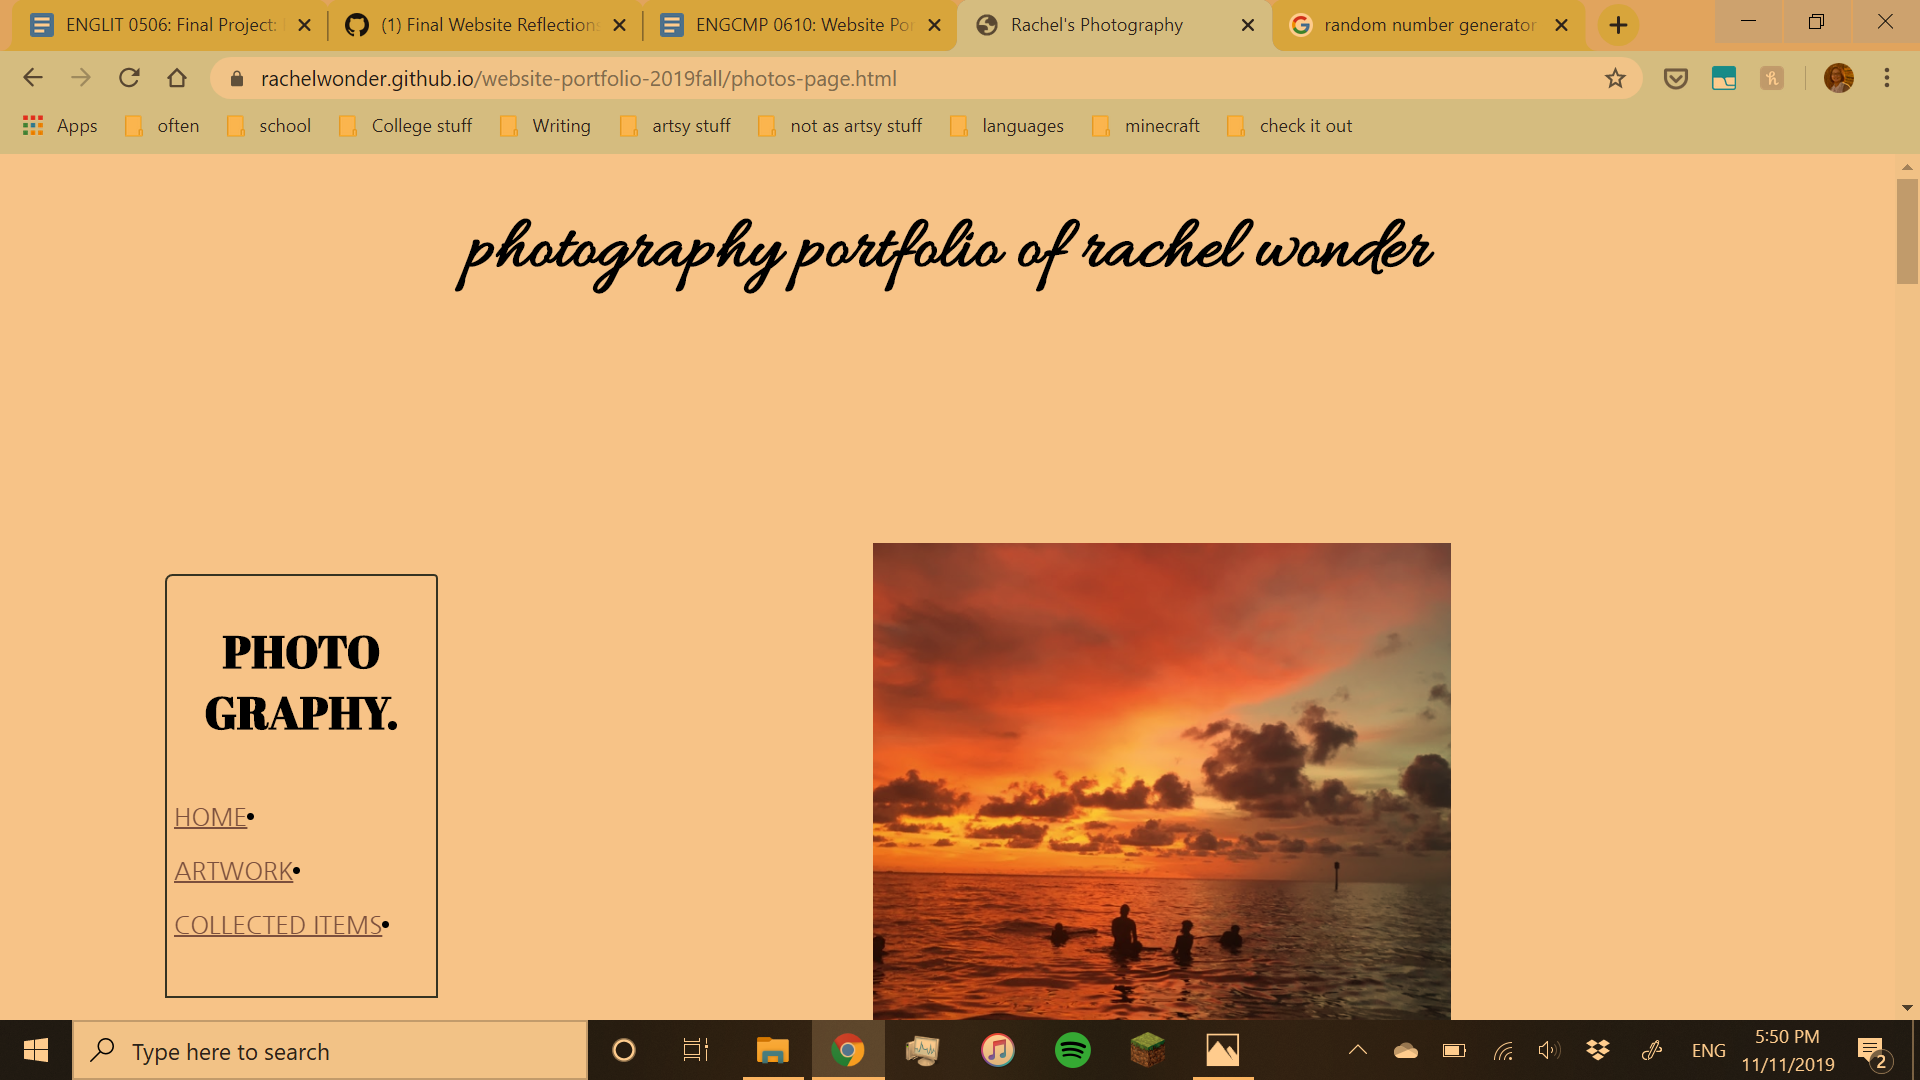 ENGLIT 0506: Final Project:
(1) Final Website Reflections
ENGCMP 0610: Website Por
Rachel's Photography
random number generator
rachelwonder.github.io/website-portfolio-2019fall/photos-page.html
Apps
often
school
College stuff
Writing
artsy stuff
not as artsy stuff
languages
minecraft
check it out
photography portfolio of rachel wonder
PHOTO
GRAPHY.
HOME
ARTWORK
COLLECTED ITEMS
Type here to search
ENG
5:50 PM
11/11/2019
2